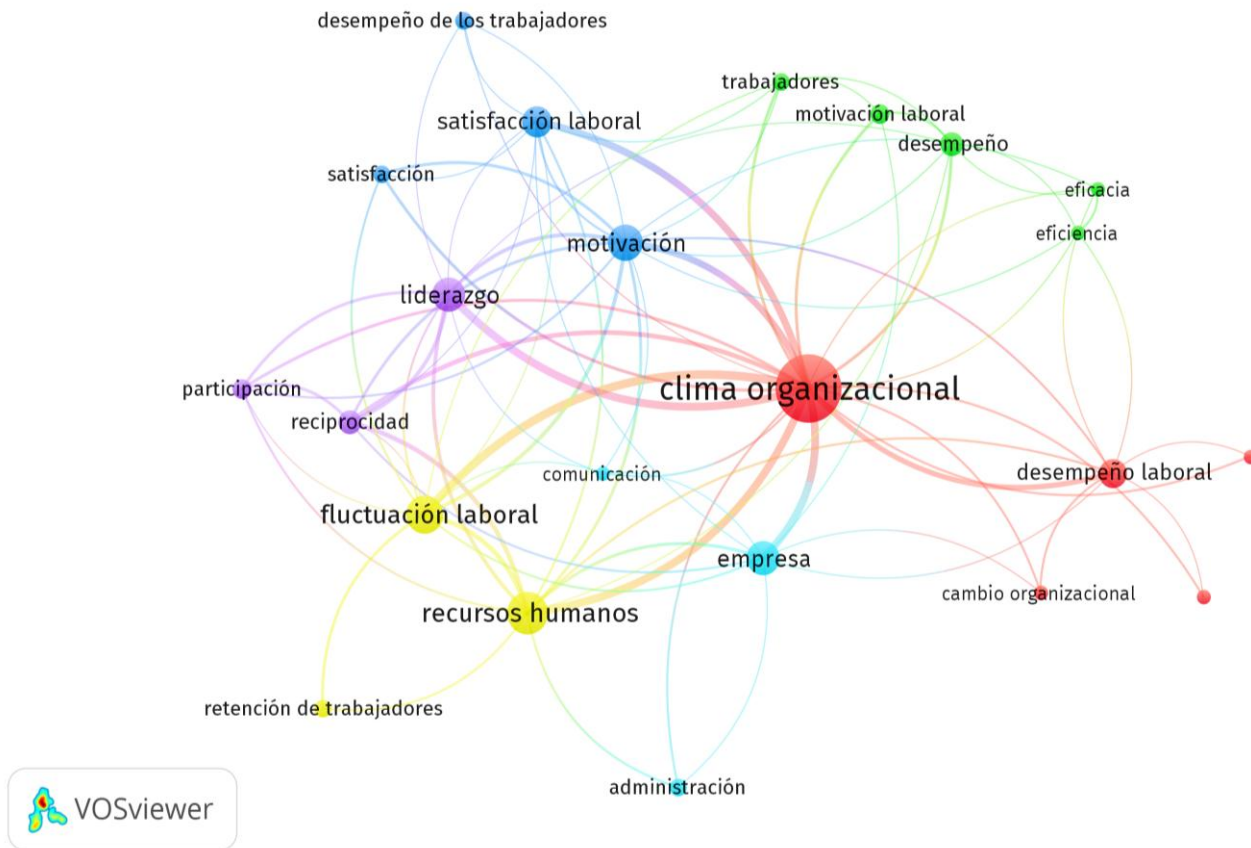 desempeño de los trabajadores
trabajadores
motivación laboral
satisfacción laboral
desempeño
satisfacción
eficacia
eficiencia
motivación
liderazgo
clima organizacional
participación
reciprocidad
comunicación
desempeño laboral
fluctuación laboral
empresa
cambio organizacional
recursos humanos
retención de trabajadores
administración
VOSviewer